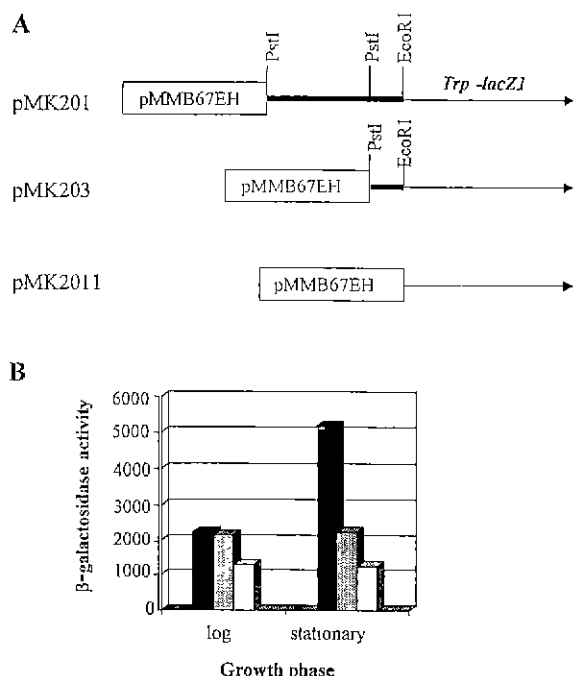 A
PstI
PstI
EcoR1
Trp -lacZ1
pMK201
pMMB67EH
PstI
EcoR1
pMK203
pMMB67EH
pMK2011
pMMB67EH
B
β-galactosidase activity
6000
5000
4000
3000
2000
1000
0
log
stationary
Growth phase